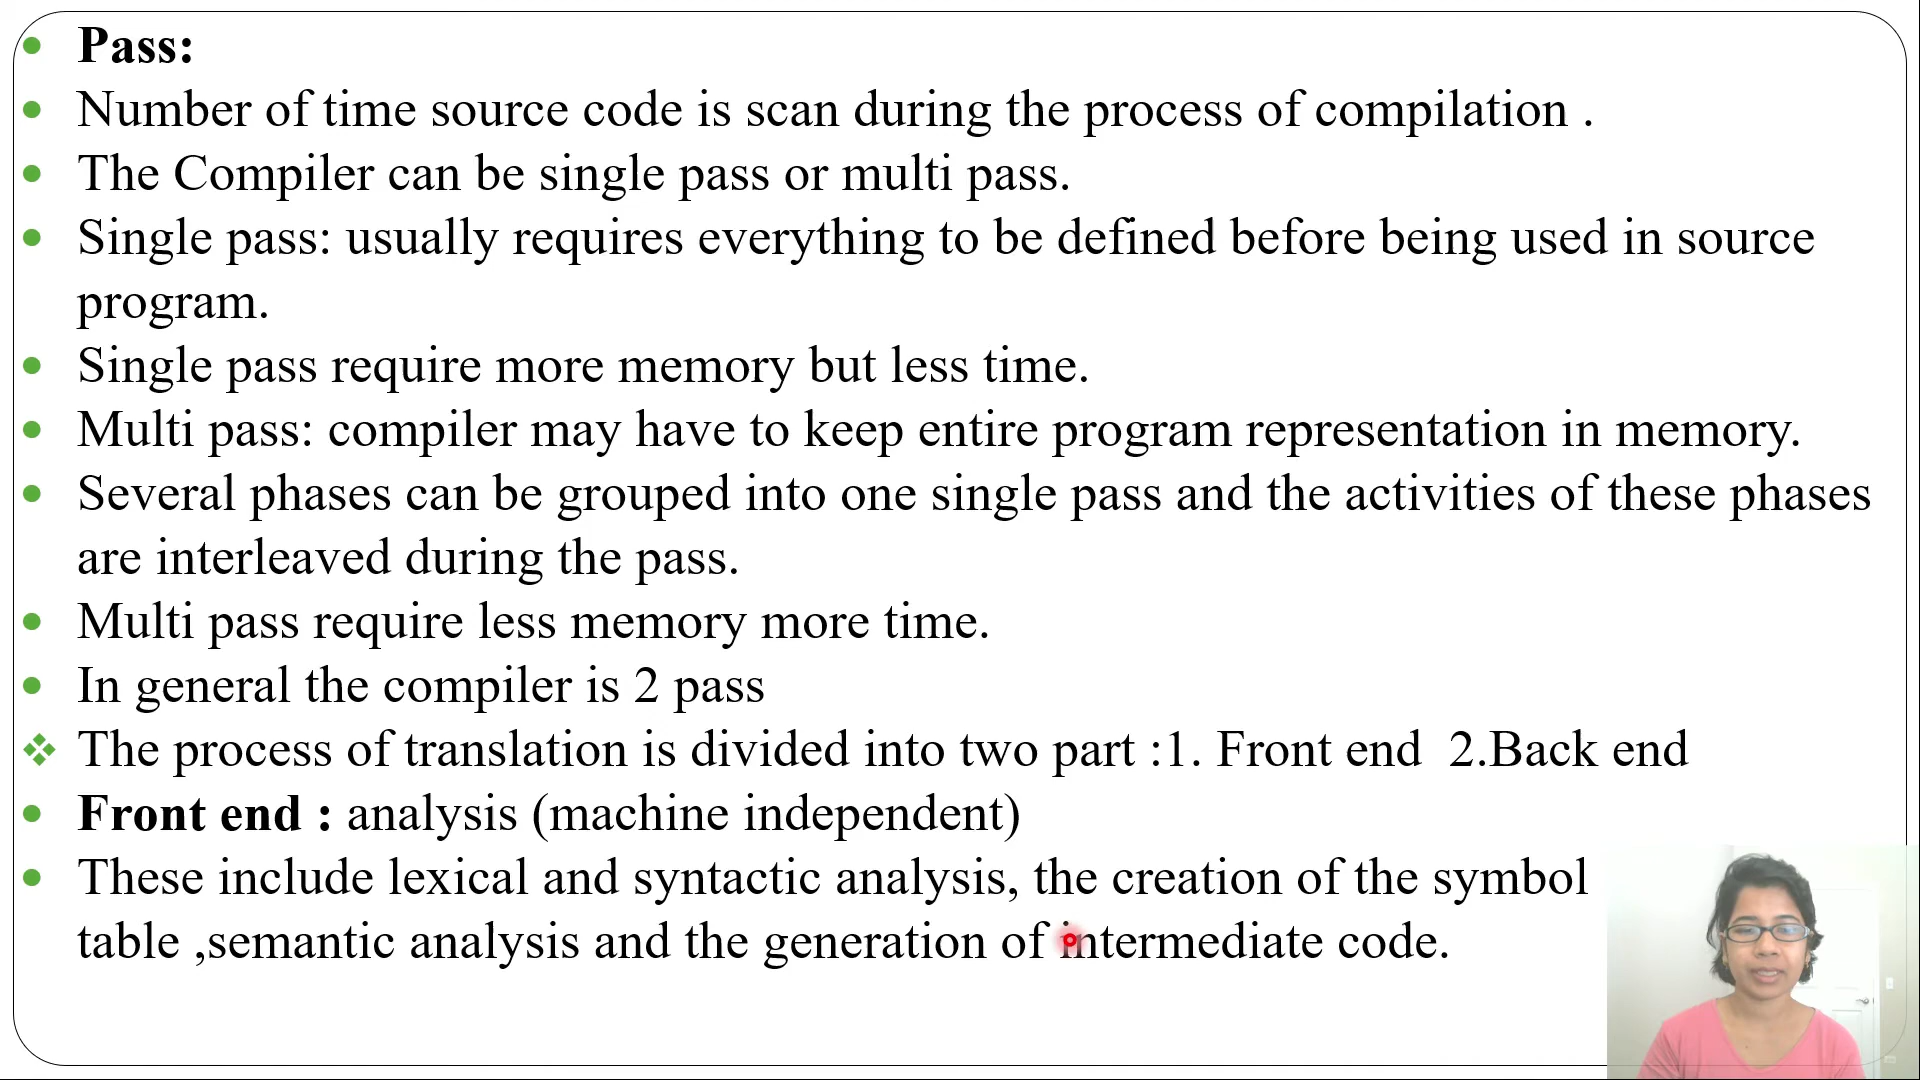 Pass:
Number of time source code is scan during the process of compilation .
The Compiler can be single pass or multi pass.
Single pass: usually requires everything to be defined before being used in source
program.
Single pass require more memory but less time.
Multi pass: compiler may have to keep entire program representation in memory.
Several phases can be grouped into one single pass and the activities of these phases
are interleaved during the pass.
Multi pass require less memory more time.
In general the compiler is 2 pass
The process of translation is divided into two part :1. Front end 2.Back end
Front end : analysis (machine independent)
These include lexical and syntactic analysis, the creation of the symbol
table ,semantic analysis and the generation of intermediate code.